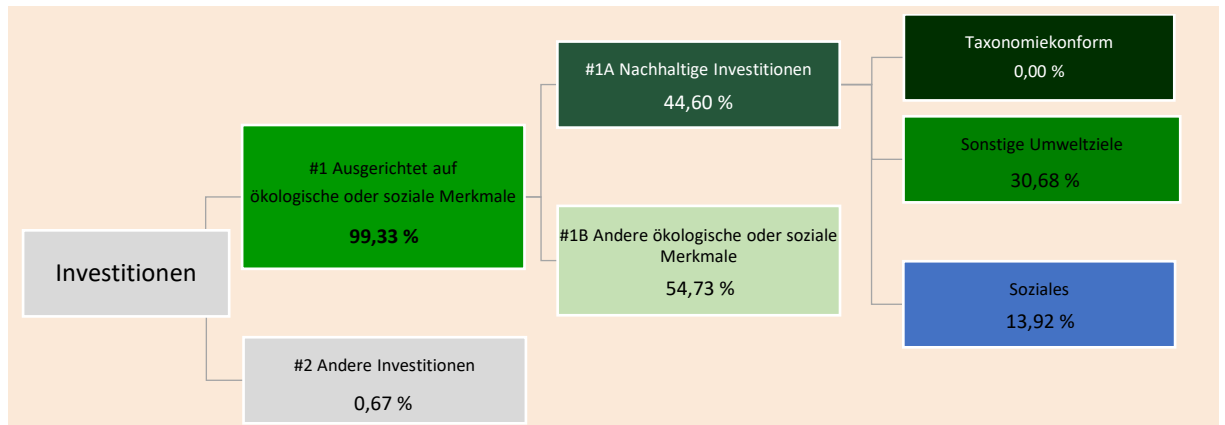 Investitionen
#1 Ausgerichtet auf
ökologische oder soziale Merkmale
99,33 %
#2 Andere Investitionen
0,67 %
#1A Nachhaltige Investitionen
44,60 %
#1B Andere ökologische oder soziale
Merkmale
54,73 %
Taxonomiekonform
0,00 %
Sonstige Umweltziele
30,68 %
Soziales
13,92 %